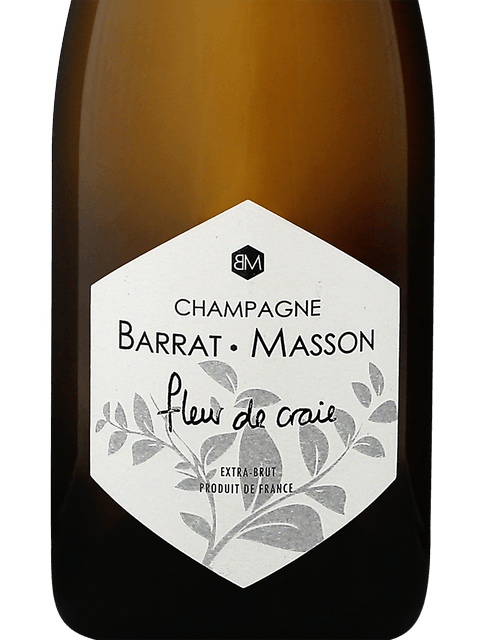 BM
CHAMPAGNE
BARRAT • MASSON
fleur de craie
EXTRA-BRUT
PRODUIT DE FRANCE